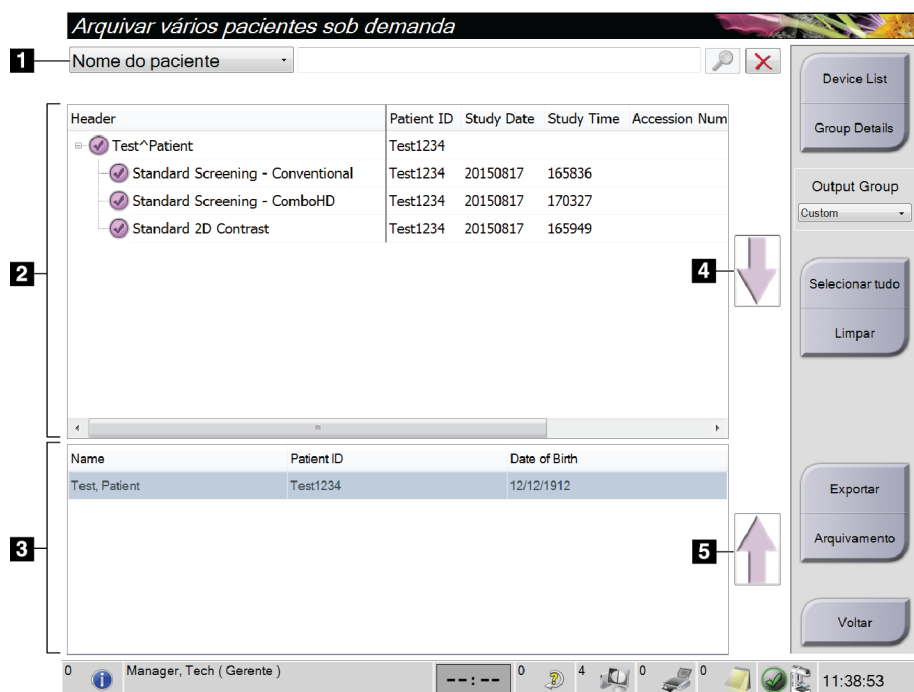 Arquivar vários pacientes sob demanda
1
Nome do paciente
Device List
Group Details
Output Group
Custom
Selecionar tudo
Limpar
Exportar
Arquivamento
Voltar
2
Header Patient ID Study Date Study Time Accession Num
Test^Patient Test1234
Standard Screening - Conventional Test1234 20150817 165836
Standard Screening - ComboHD Test1234 20150817 170327
Standard 2D Contrast Test1234 20150817 165949
4
3
Name Patient ID Date of Birth
Test, Patient Test1234 12/12/1912
5
0 Manager, Tech ( Gerente ) --:-- 0 4 0 0 11:38:53